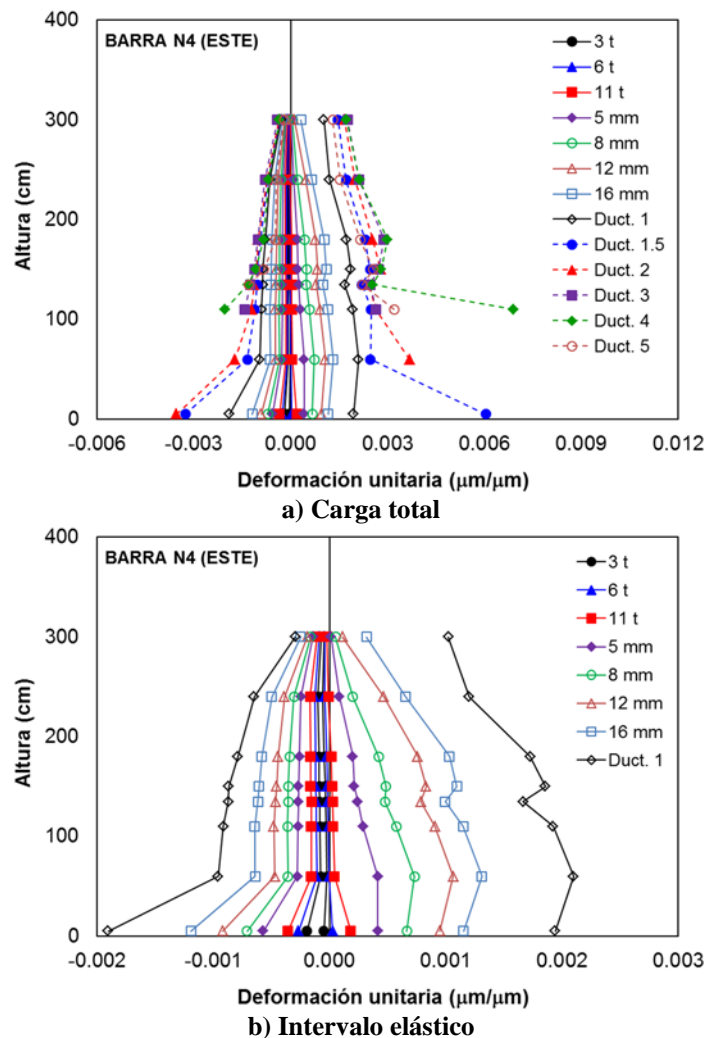 400
BARRA N4 (ESTE)
3 t
6 t
11 t
5 mm
8 mm
12 mm
16 mm
Duct. 1
Duct. 1.5
Duct. 2
Duct. 3
Duct. 4
Duct. 5
300
200
100
0
Altura (cm)
-0.006 -0.003 0.000 0.003 0.006 0.009 0.012
Deformación unitaria (μm/μm)
a) Carga total
400
BARRA N4 (ESTE)
3 t
6 t
11 t
5 mm
8 mm
12 mm
16 mm
Duct. 1
300
200
100
0
Altura (cm)
-0.002 -0.001 0.000 0.001 0.002 0.003
Deformación unitaria (μm/μm)
b) Intervalo elástico